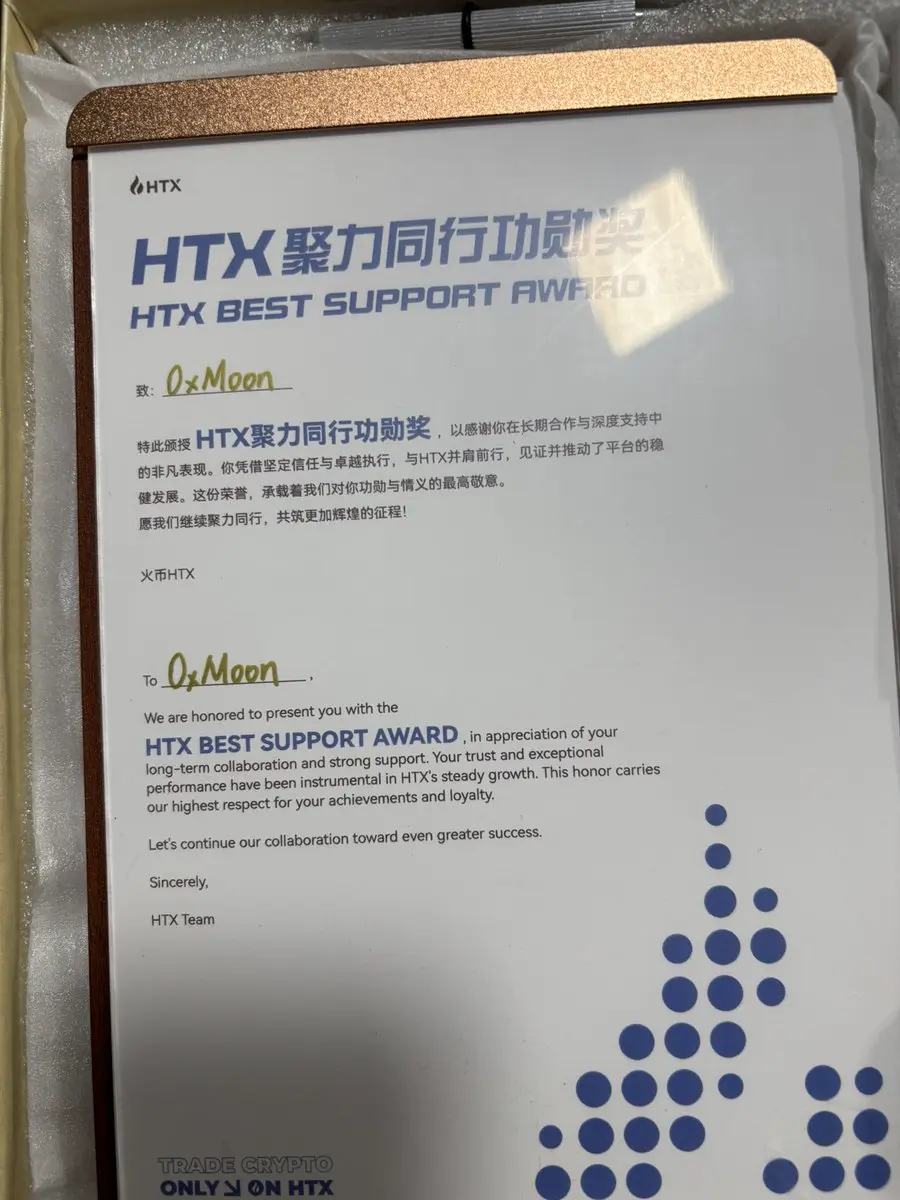 HTX
HTX聚力同行功勋奖
HTX BEST SUPPORT AWARD
致: 0xMoon
特此颁授 HTX聚力同行功勋奖 ，以感谢你在长期合作与深度支持中
的非凡表现。你凭借坚定信任与卓越执行，与HTX并肩前行，见证并推动了平台的稳
健发展。这份荣誉，承载着我们对你功勋与情义的最高敬意。
愿我们继续聚力同行，共筑更加辉煌的征程！
火币HTX
To 0xMoon ,
We are honored to present you with the
HTX BEST SUPPORT AWARD , in appreciation of your
long-term collaboration and strong support. Your trust and exceptional
performance have been instrumental in HTX's steady growth. This honor carries
our highest respect for your achievements and loyalty.
Let's continue our collaboration toward even greater success.
Sincerely,
HTX Team
TRADE CRYPTO
ONLY ON HTX